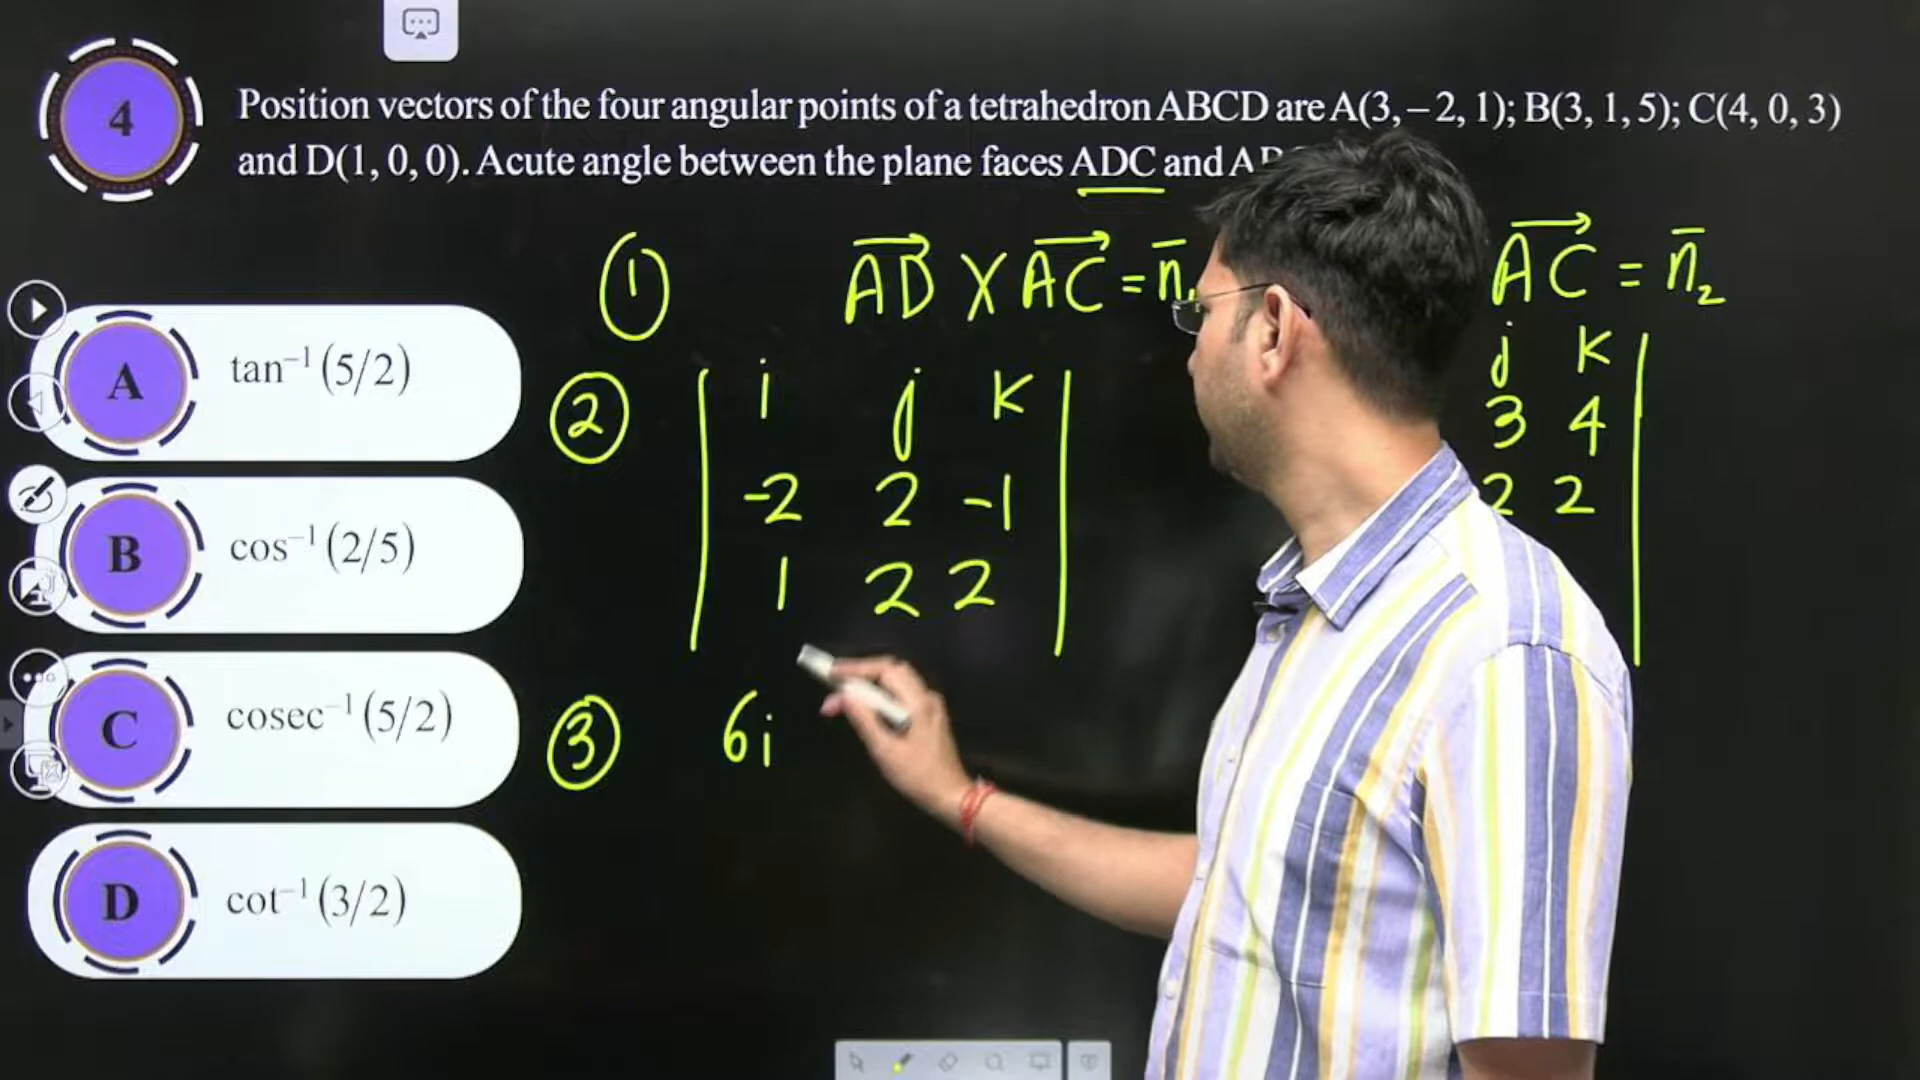 4
Position vectors of the four angular points of a tetrahedron ABCD are A(3, – 2, 1); B(3, 1, 5); C(4, 0, 3)
and D(1, 0, 0). Acute angle between the plane faces ADC and
① AD X AC = n₁ AC = n₂
A tan⁻¹ (5/2)
② i j K j K
-2 2 -1 3 4
1 2 2 2 2
B cos⁻¹ (2/5)
C cosec⁻¹ (5/2)
③ 6i
D cot⁻¹ (3/2)